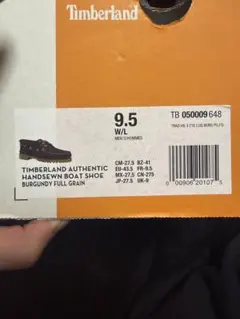 Timberland
9.5
W/L
TB 050009 648
CM-27.5 BZ-41
EU-43.5 FR-9.5
MX-27.5 CN-275
JP-27.5 UK-9
TIMBERLAND AUTHENTIC
HANDSEWN BOAT SHOE
BURGUNDY FULL GRAIN